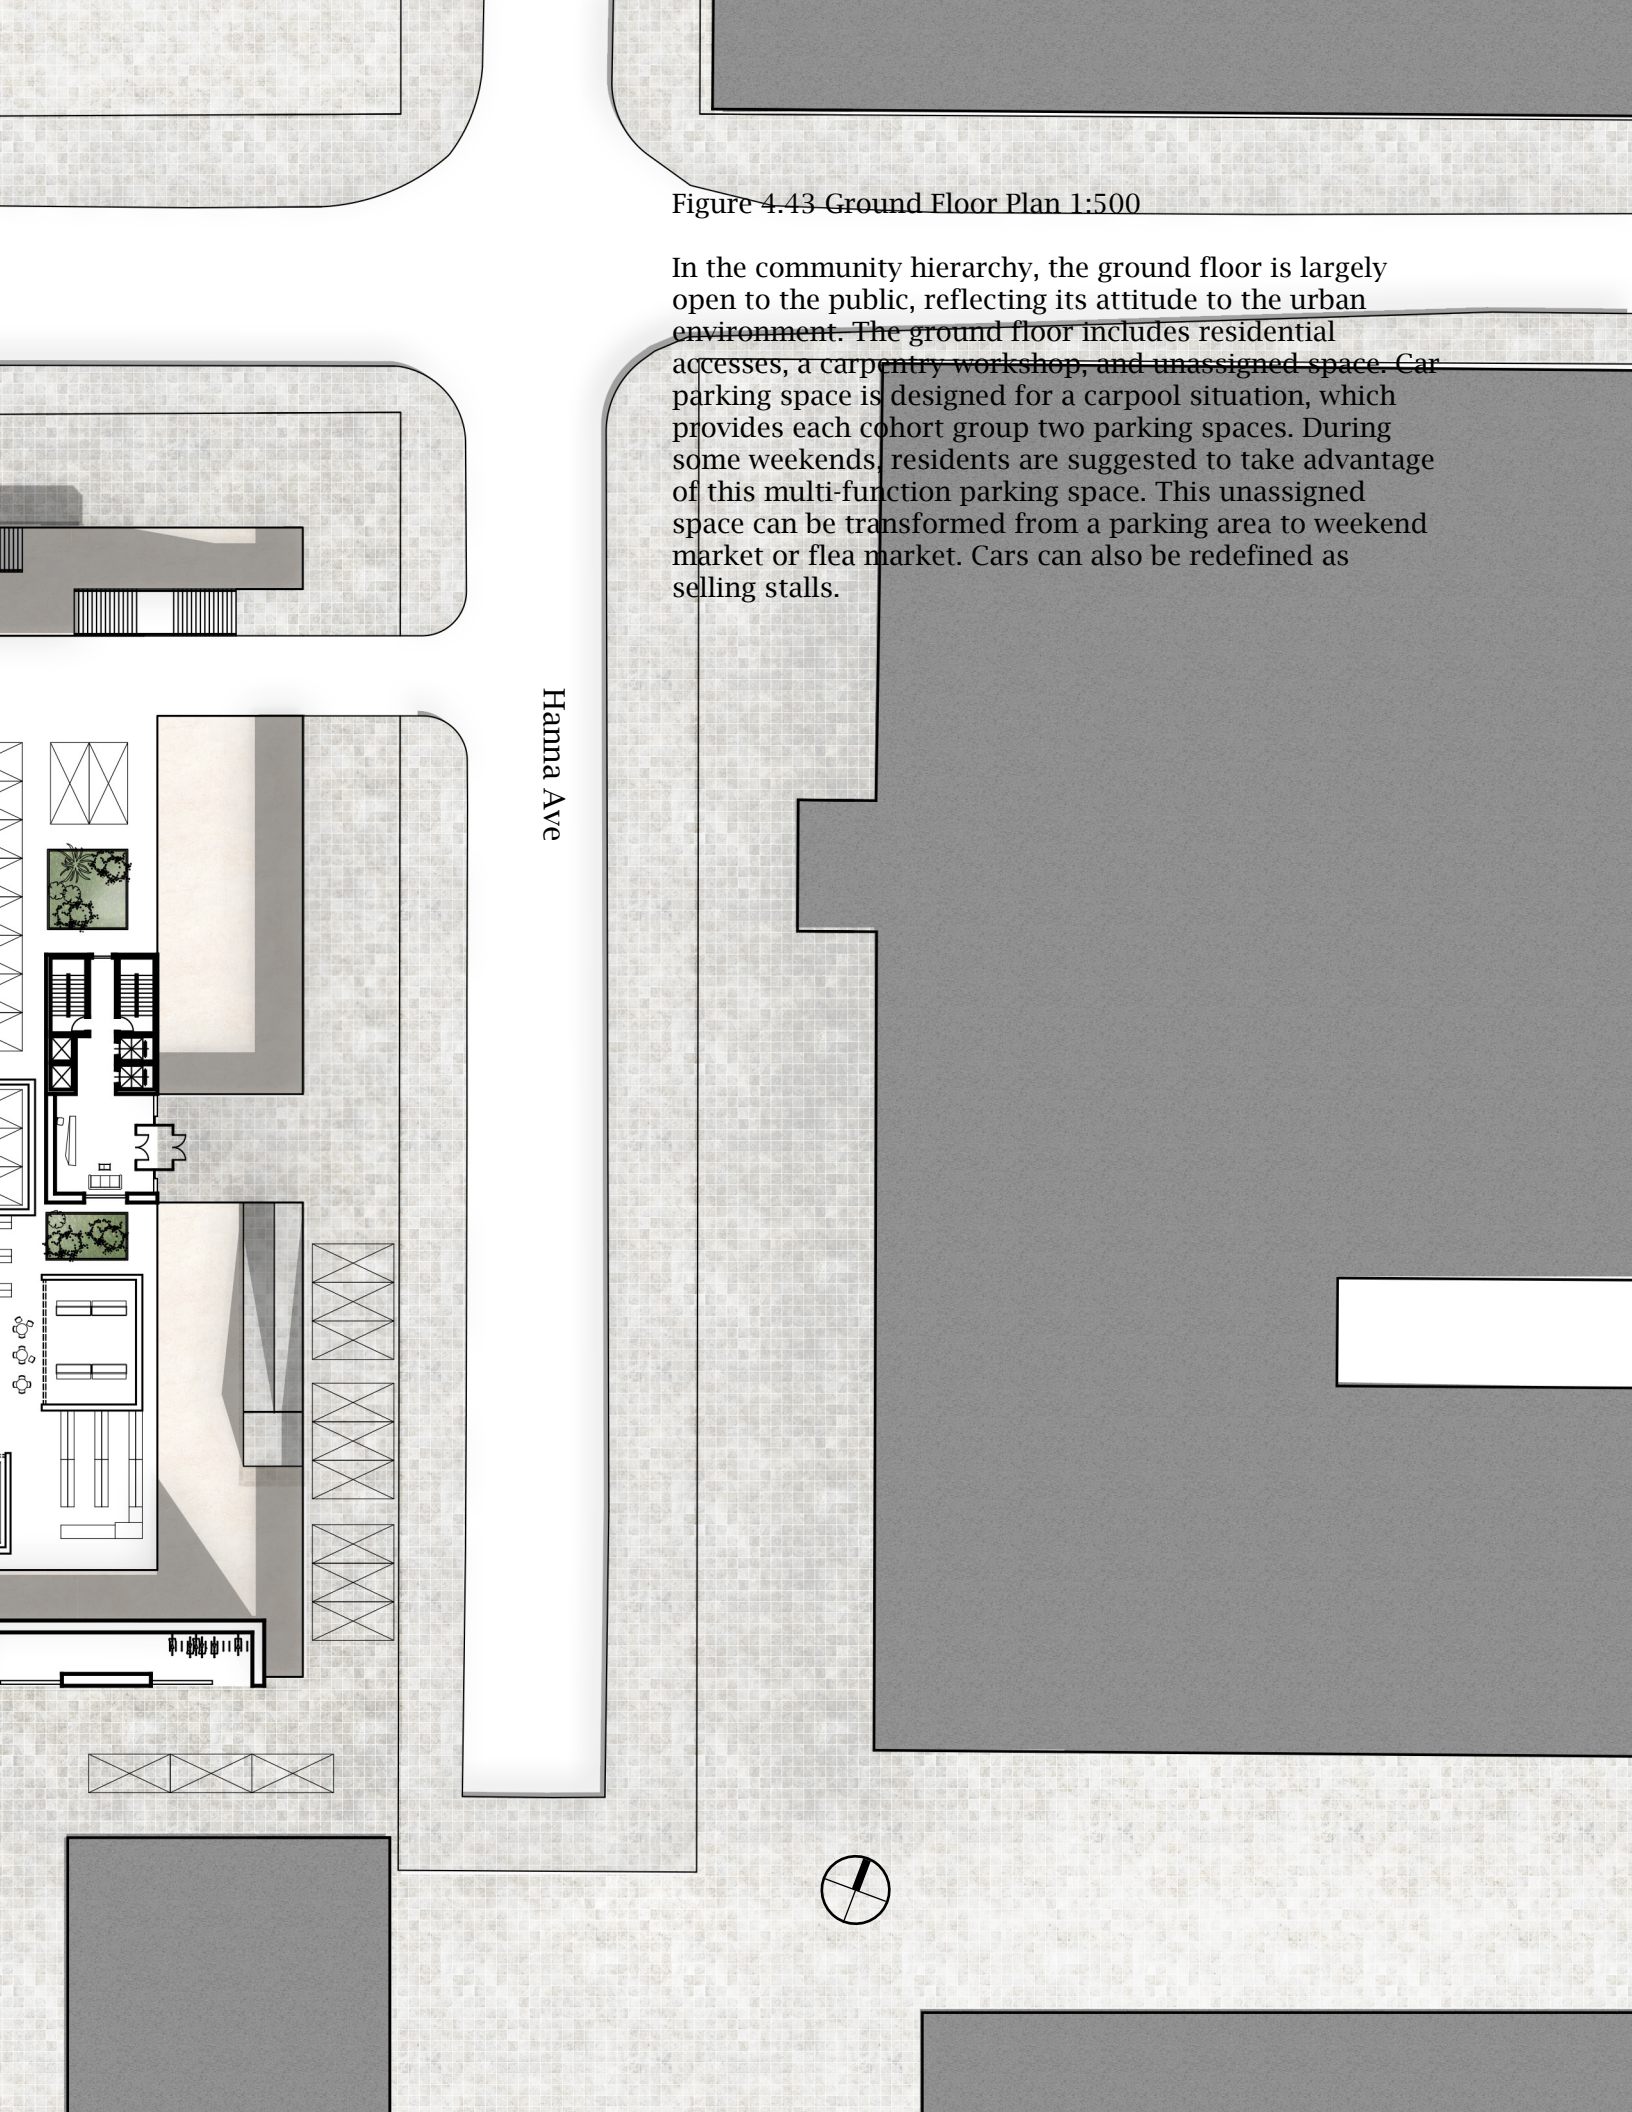 Figure 4.43 Ground Floor Plan 1:500
In the community hierarchy, the ground floor is largely
open to the public, reflecting its attitude to the urban
environment. The ground floor includes residential
accesses, a carpentry workshop, and unassigned space. Car
parking space is designed for a carpool situation, which
provides each cohort group two parking spaces. During
some weekends, residents are suggested to take advantage
of this multi-function parking space. This unassigned
space can be transformed from a parking area to weekend
market or flea market. Cars can also be redefined as
selling stalls.
Hanna Ave